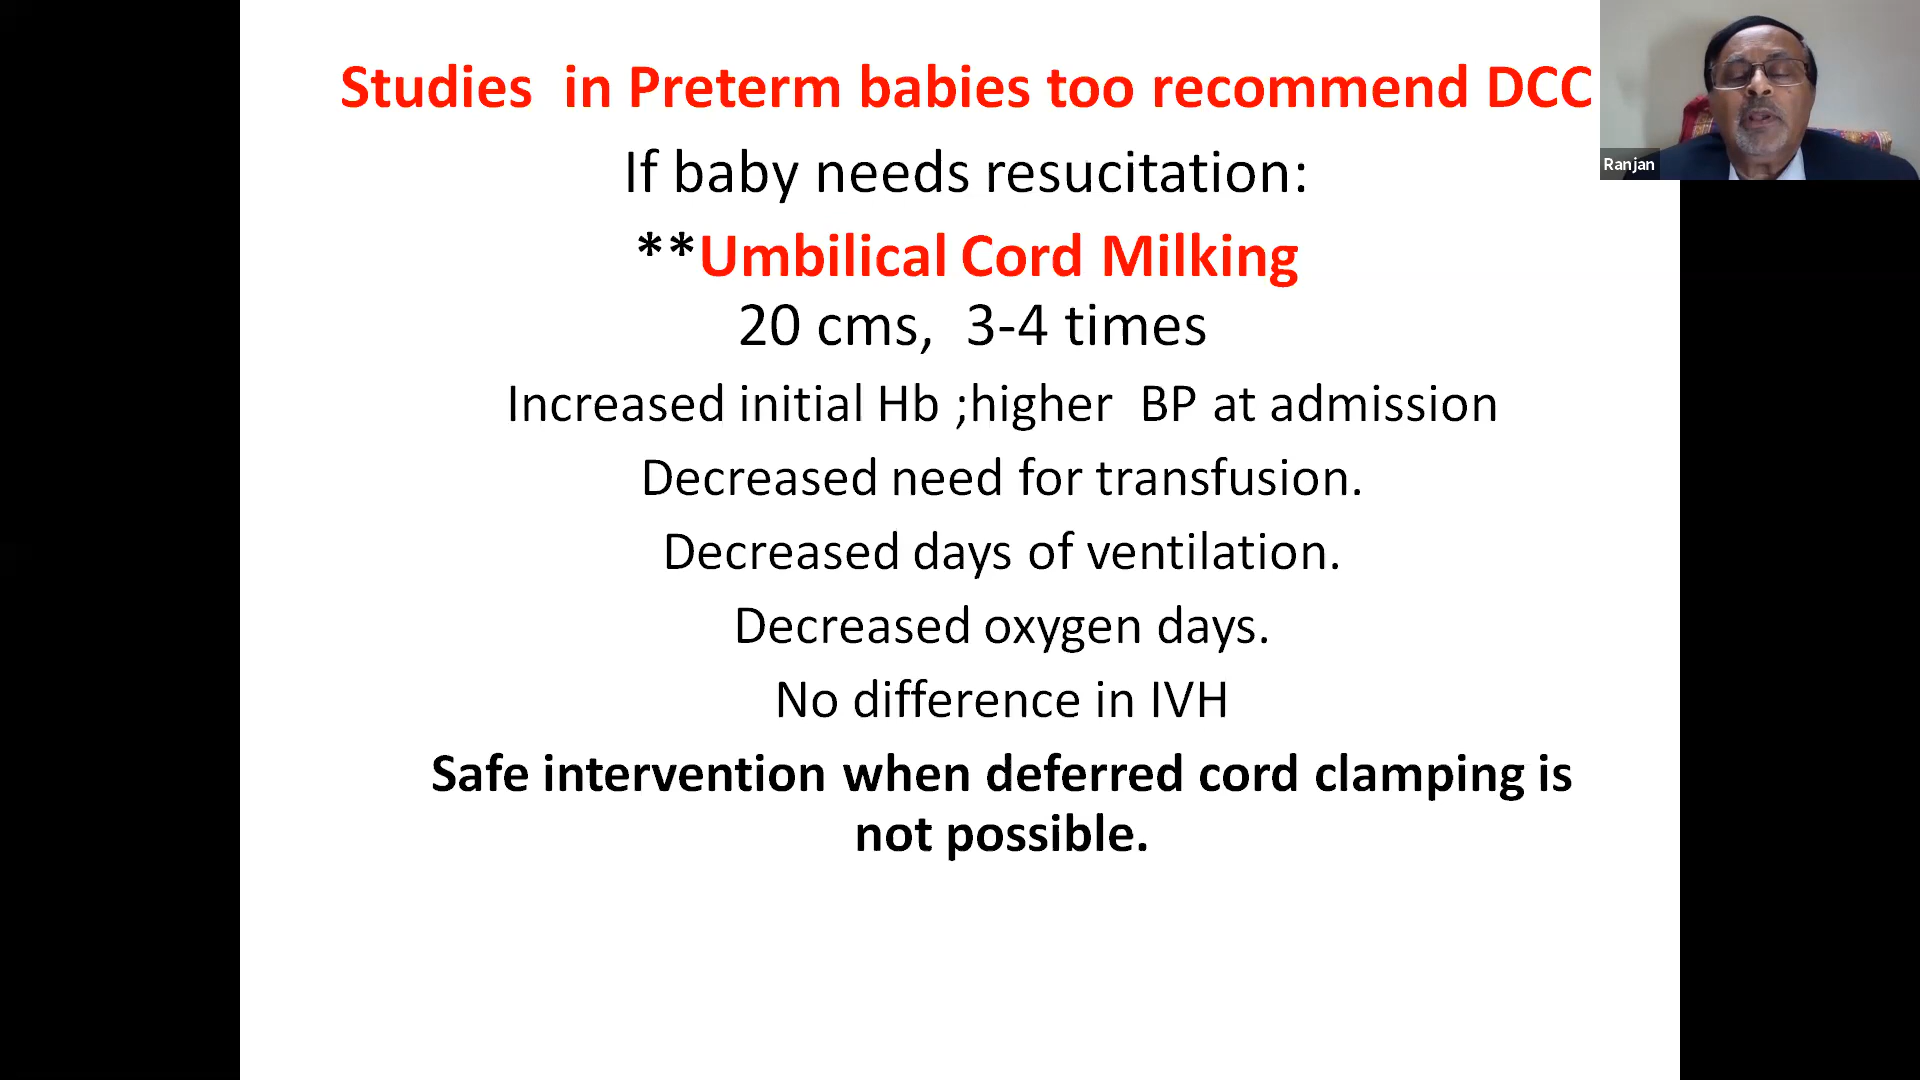 Studies in Preterm babies too recommend DCC
Ranjan
If baby needs resucitation:
**Umbilical Cord Milking
20 cms, 3-4 times
Increased initial Hb ;higher BP at admission
Decreased need for transfusion.
Decreased days of ventilation.
Decreased oxygen days.
No difference in IVH
Safe intervention when deferred cord clamping is
not possible.